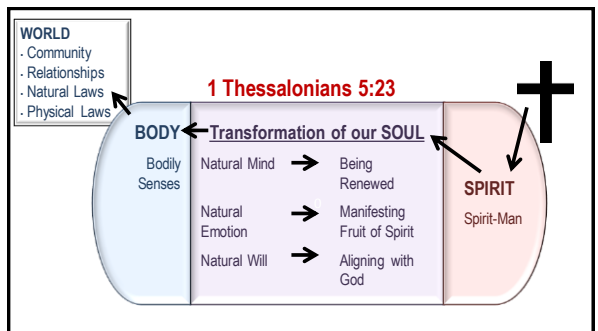 WORLD
· Community
· Relationships
· Natural Laws
· Physical Laws
1 Thessalonians 5:23
BODY
Bodily
Senses
Transformation of our SOUL
Natural Mind
Being
Renewed
Natural
Emotion
Manifesting
Fruit of Spirit
Natural Will
Aligning with
God
SPIRIT
Spirit-Man